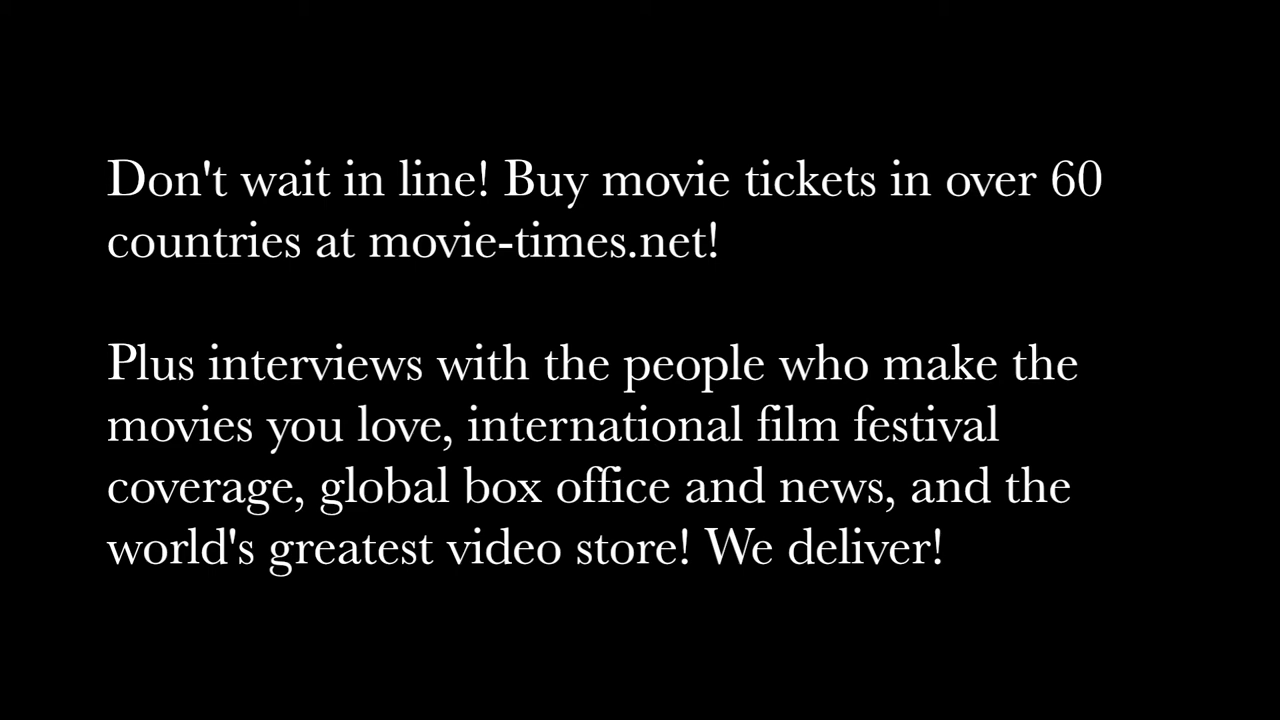 Don't wait in line! Buy movie tickets in over 60
countries at movie-times.net!
Plus interviews with the people who make the
movies you love, international film festival
coverage, global box office and news, and the
world's greatest video store! We deliver!